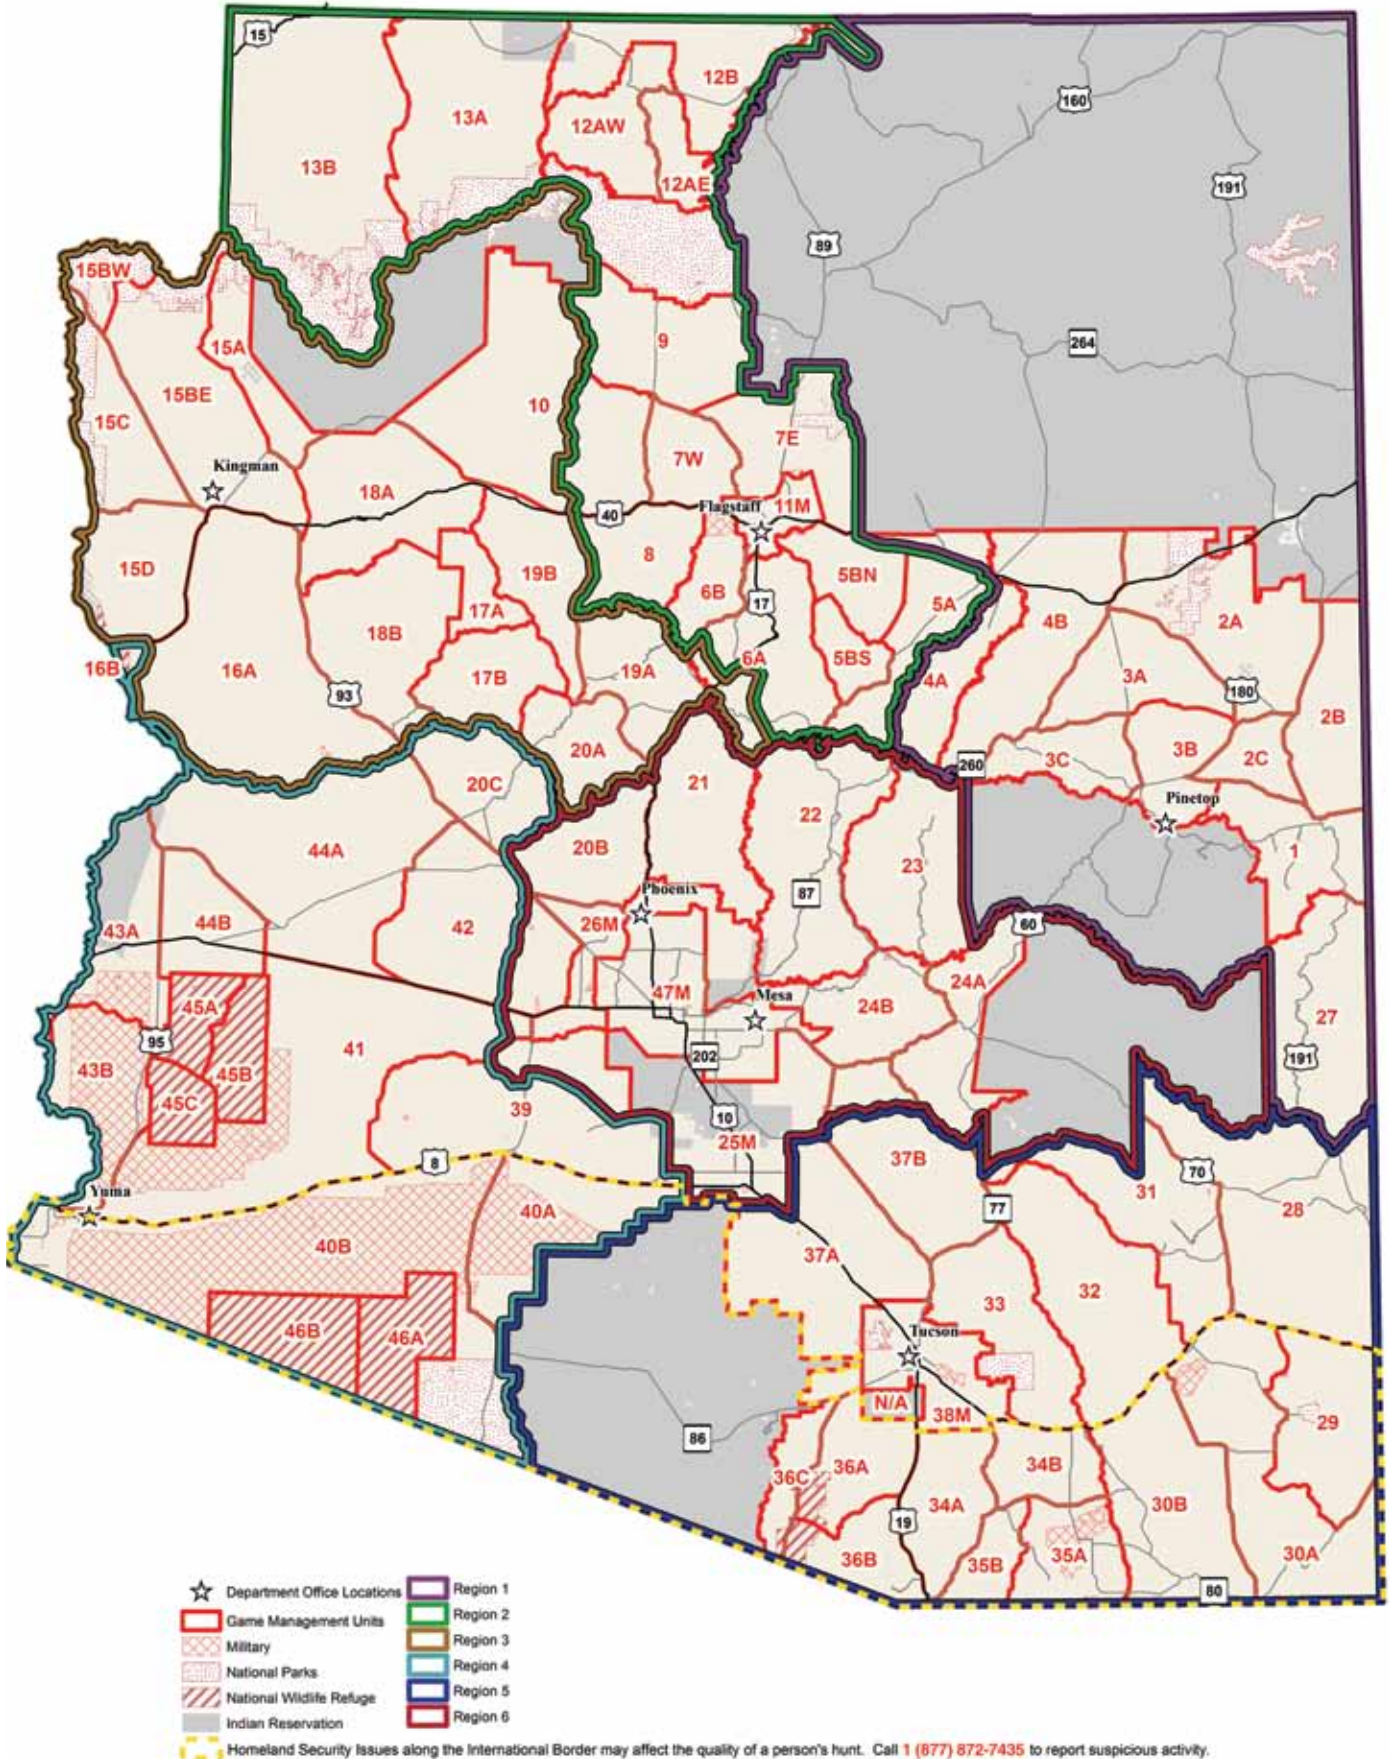 15
12B
160
13A
12AW
13B
12AE
191
89
15BW
264
15A
9
15BE
10
15C
7E
7W
Kingman
18A
Flagstaff
11M
40
8
15D
19B
5BN
6B
17
5A
17A
18B
4B
2A
16B
16A
93
17B
19A
6A
5BS
4A
3A
180
2B
20A
3B
3C
2C
260
20C
21
Pinetop
22
44A
20B
1
23
87
Phoenix
43A
44B
42
26M
60
47M
Mesa
24A
24B
45A
27
95
41
202
43B
45B
191
45C
39
10
25M
8
37B
70
31
Yuma
77
28
40A
40B
37A
33
32
46B
46A
Tucson
N/A
38M
29
86
36C
36A
34B
34A
30B
19
36B
35B
35A
30A
80
Department Office Locations
Game Management Units
Military
National Parks
National Wildlife Refuge
Indian Reservation
Region 1
Region 2
Region 3
Region 4
Region 5
Region 6
Homeland Security Issues along the International Border may affect the quality of a person's hunt. Call 1 (877) 872-7435 to report suspicious activity.